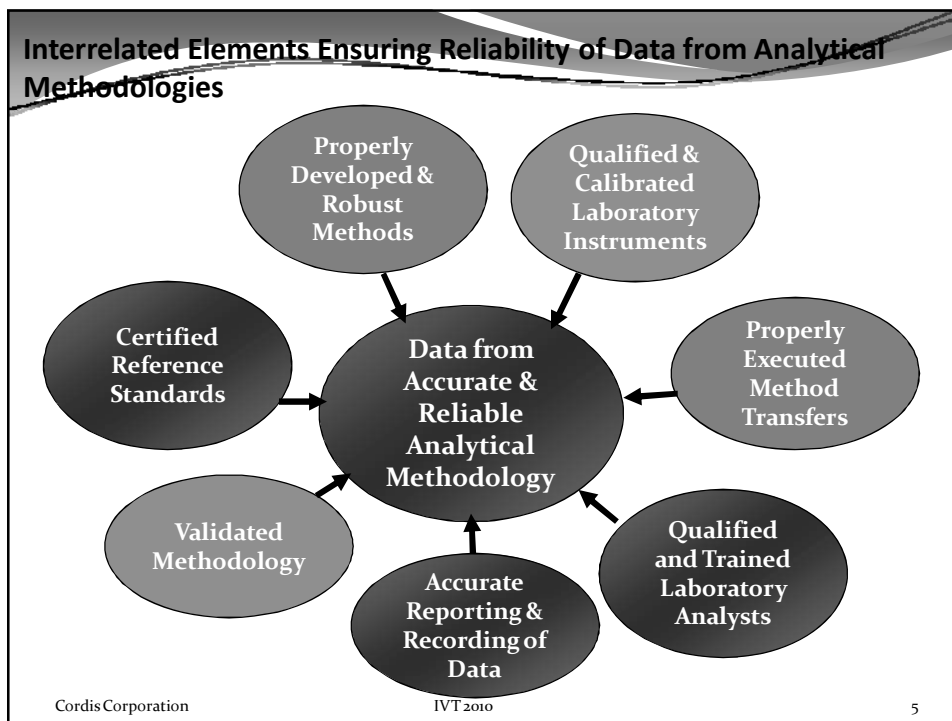 Interrelated Elements Ensuring Reliability of Data from Analytical
Methodologies
Properly
Developed &
Robust
Methods
Qualified &
Calibrated
Laboratory
Instruments
Certified
Reference
Standards
Data from
Accurate &
Reliable
Analytical
Methodology
Properly
Executed
Method
Transfers
Validated
Methodology
Accurate
Reporting &
Recording of
Data
Qualified
and Trained
Laboratory
Analysts
Cordis Corporation
IVT 2010
5